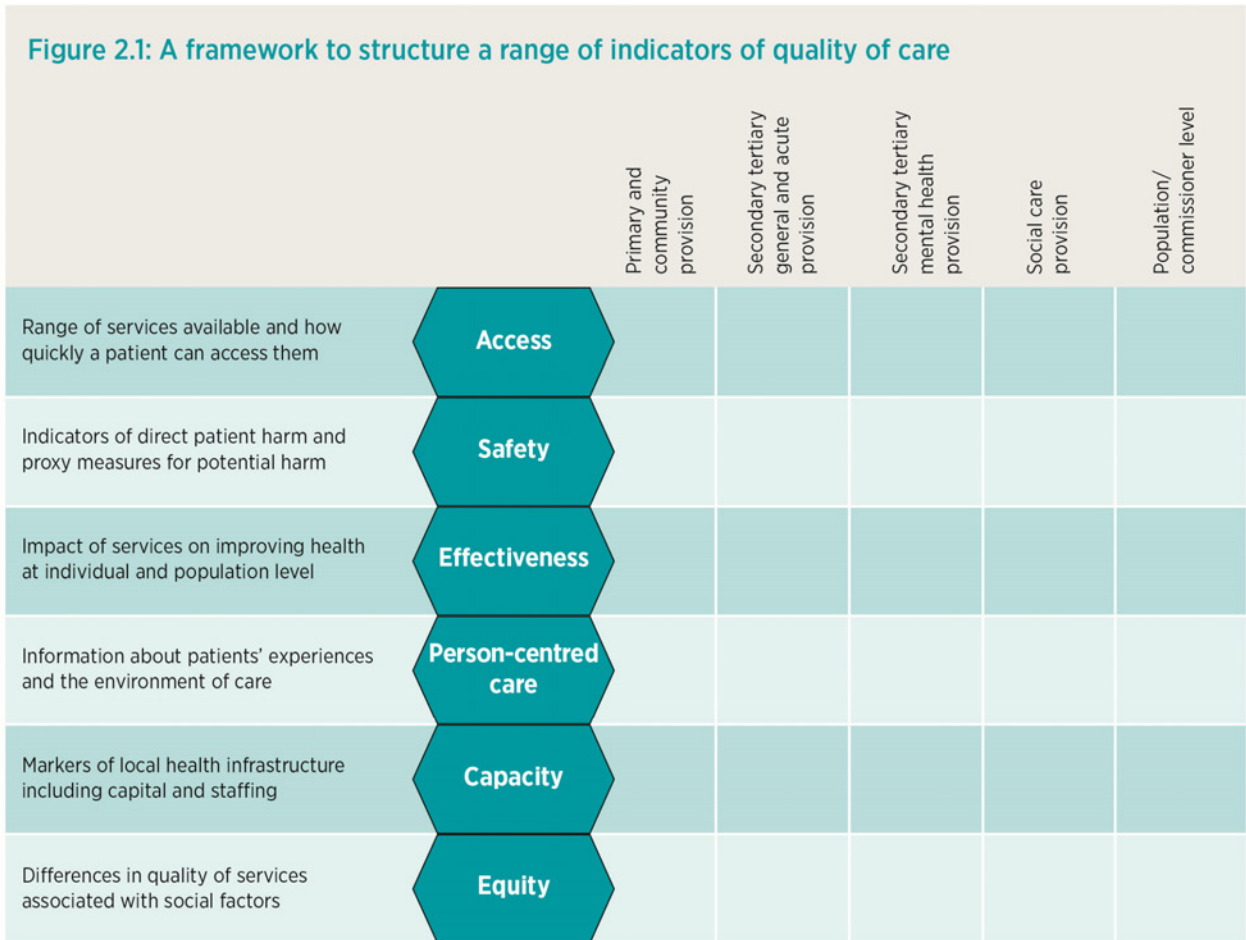 Figure 2.1: A framework to structure a range of indicators of quality of care
Primary and
community
provision
Secondary tertiary
general and acute
provision
Secondary tertiary
mental health
provision
Social care
provision
Population/
commissioner level
Range of services available and how
quickly a patient can access them
Access
Indicators of direct patient harm and
proxy measures for potential harm
Safety
Impact of services on improving health
at individual and population level
Effectiveness
Information about patients’ experiences
and the environment of care
Person-centred
care
Markers of local health infrastructure
including capital and staffing
Capacity
Differences in quality of services
associated with social factors
Equity